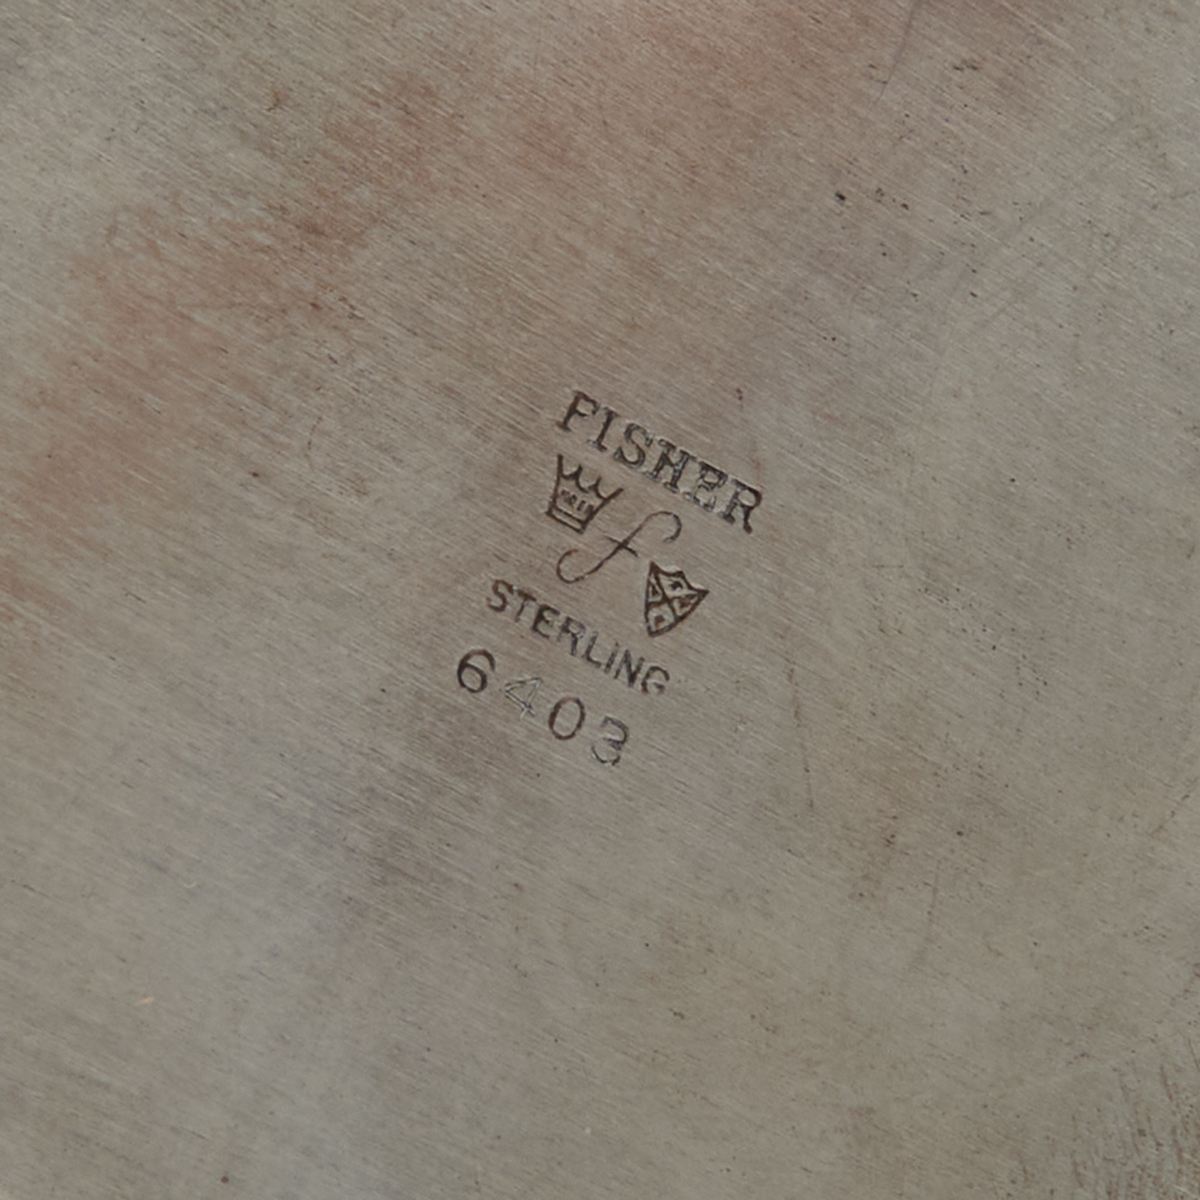 FISHER
f
STERLING
6403